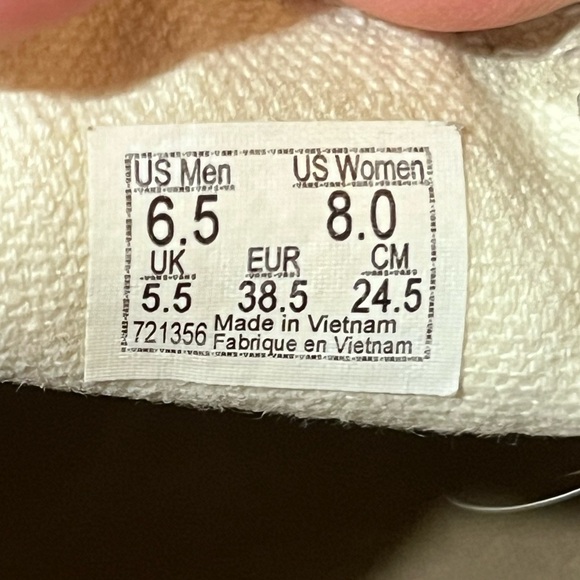 US Men US Women
6.5 8.0
UK EUR CM
5.5 38.5 24.5
721356 Made in Vietnam
Fabrique en Vietnam